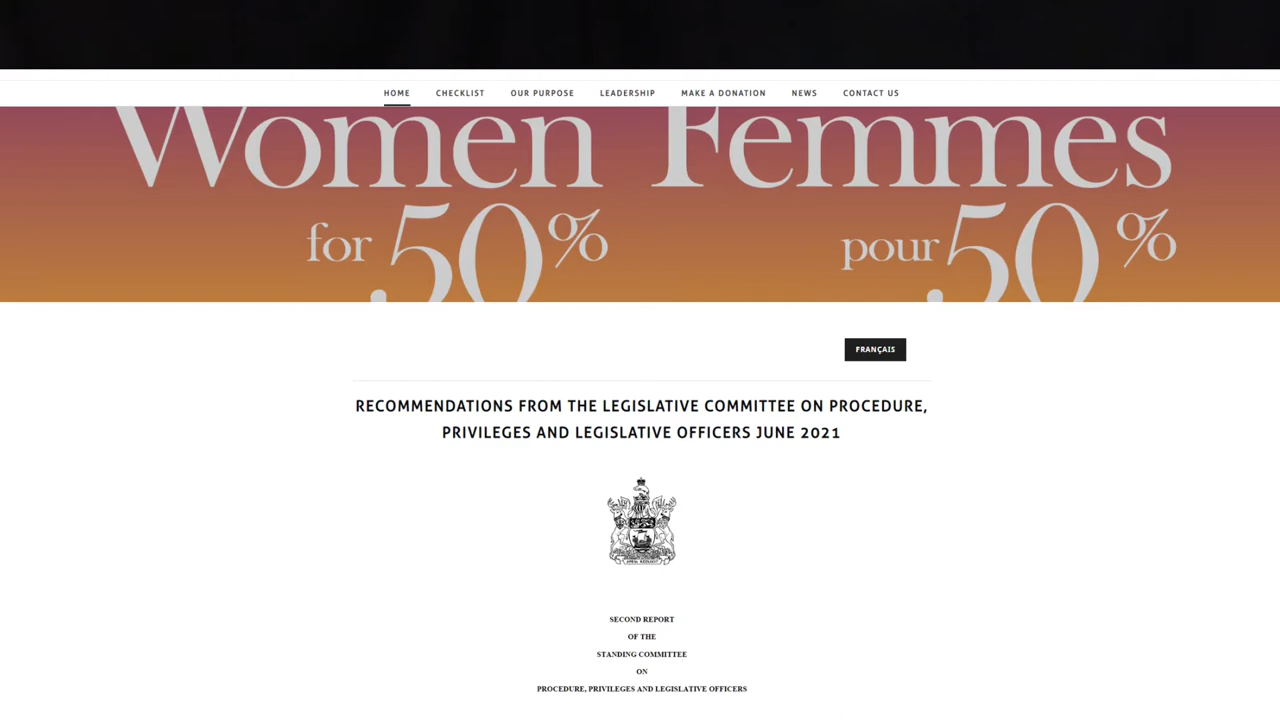 HOME CHECKLIST OUR PURPOSE LEADERSHIP MAKE A DONATION NEWS CONTACT US
Women Femmes
for 50% pour 50%
FRANÇAIS
RECOMMENDATIONS FROM THE LEGISLATIVE COMMITTEE ON PROCEDURE,
PRIVILEGES AND LEGISLATIVE OFFICERS JUNE 2021
SECOND REPORT
OF THE
STANDING COMMITTEE
ON
PROCEDURE, PRIVILEGES AND LEGISLATIVE OFFICERS